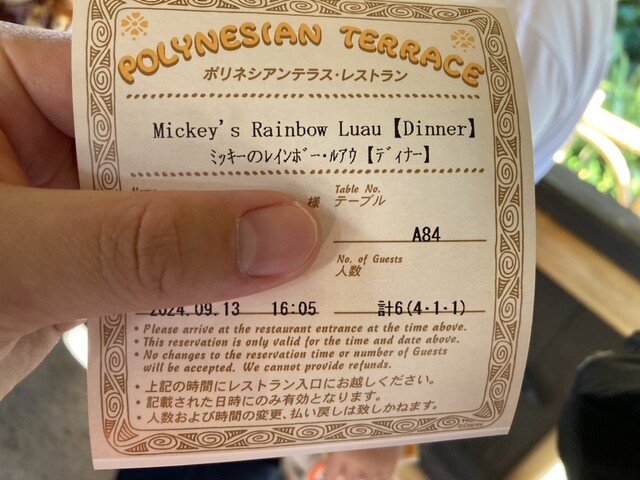 POLYNESIAN TERRACE
ポリネシアンテラス・レストラン
Mickey's Rainbow Luau【Dinner】
ミッキーのレインボー・ルアウ【ディナー】
様
Table No.
テーブル
A84
No. of Guests
人数
2024.09.13 16:05 計6(4・1・1)
• Please arrive at the restaurant entrance at the time above.
• This reservation is only valid for the time and date above.
• No changes to the reservation time or number of Guests
will be accepted. We cannot provide refunds.
• 上記の時間にレストラン入口にお越しください。
• 記載された日時にのみ有効となります。
• 人数および時間の変更、払い戻しは致しかねます。